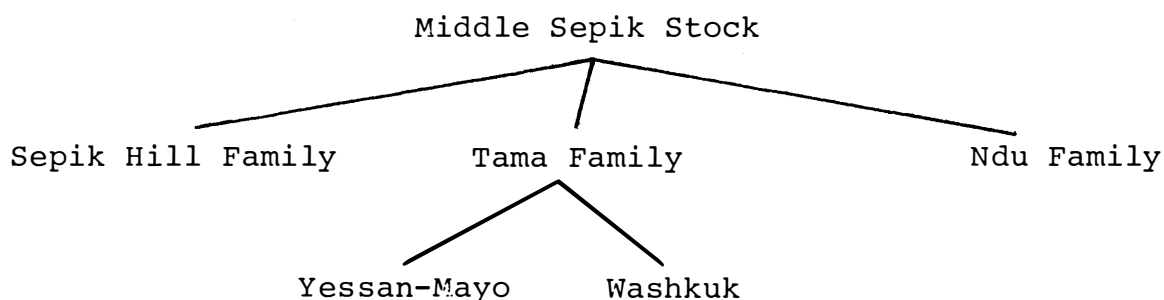 Middle Sepik Stock
Sepik Hill Family Tama Family Ndu Family
Yessan-Mayo Washkuk